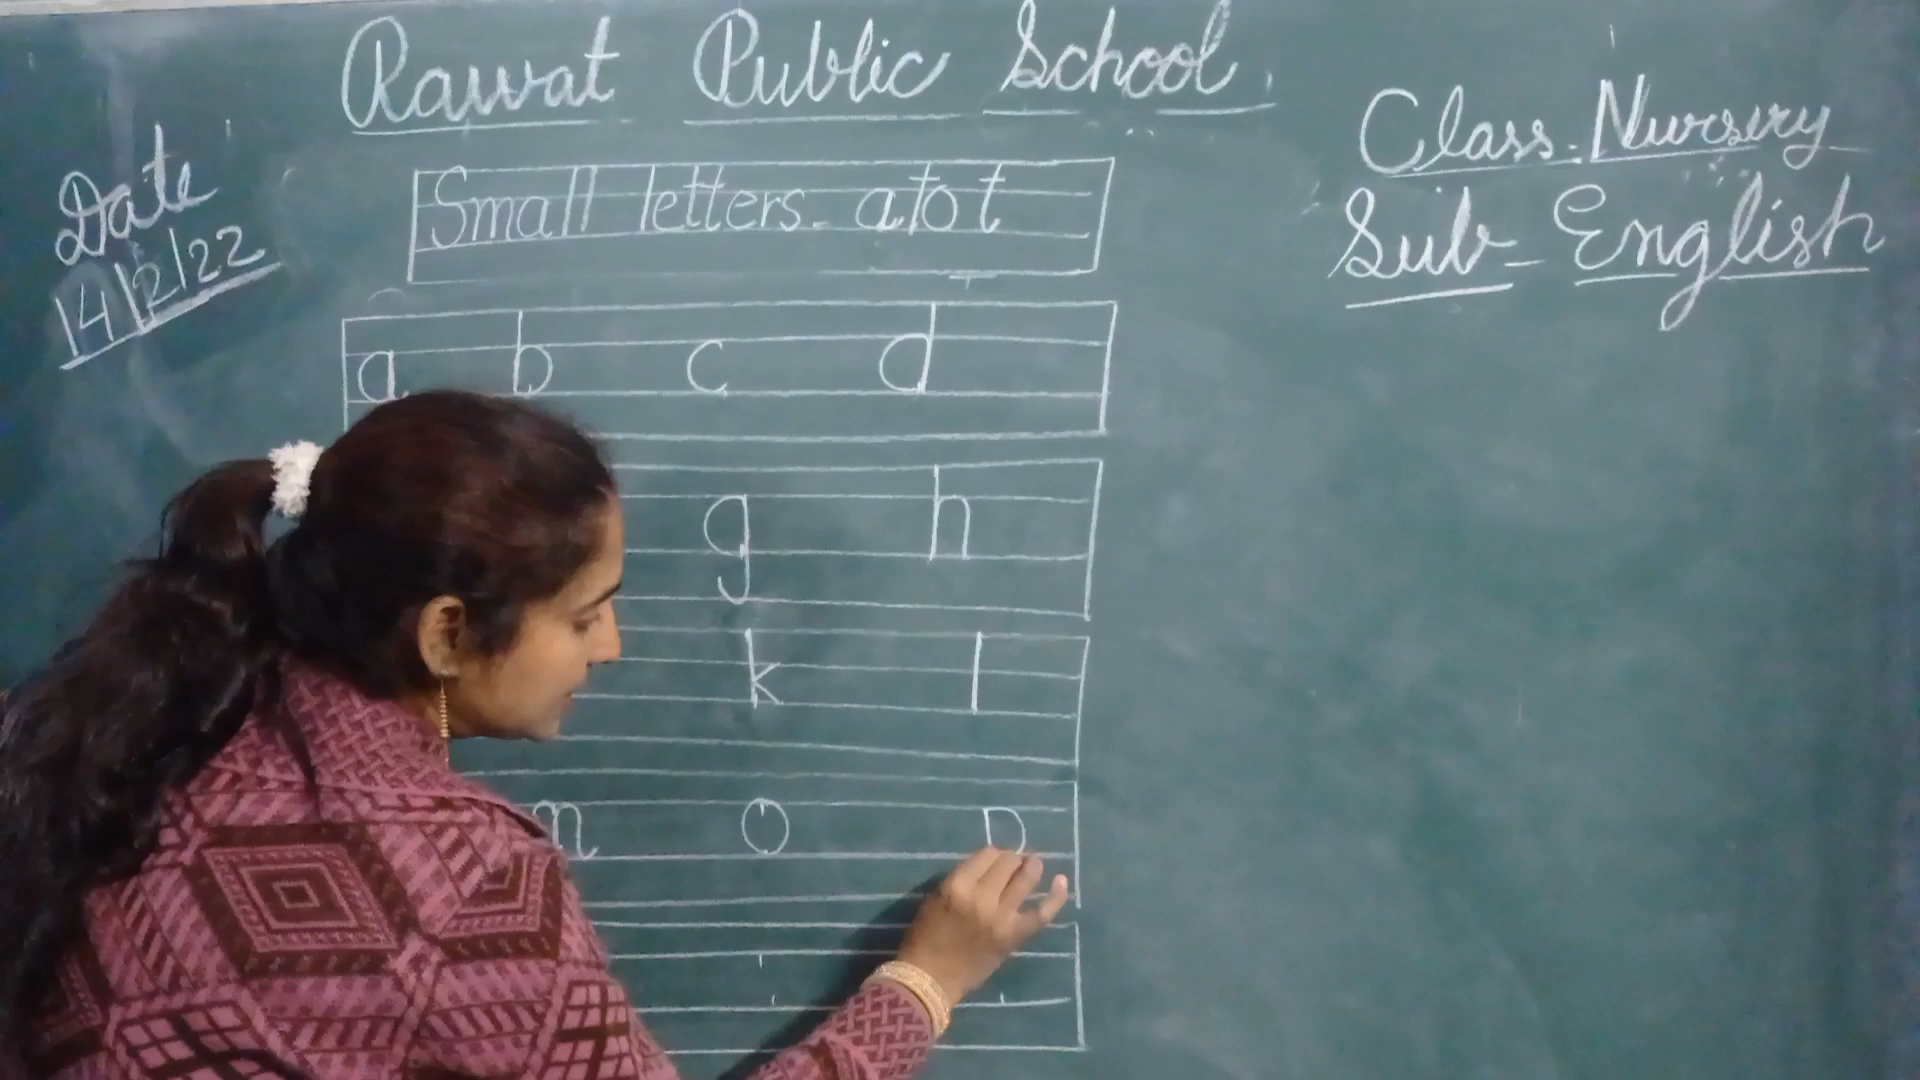 Rawat Public School
Date
14/12/22
Class. Nursery
Sub - English
Small letters - a to t
a b c d
g h
k l
n o p